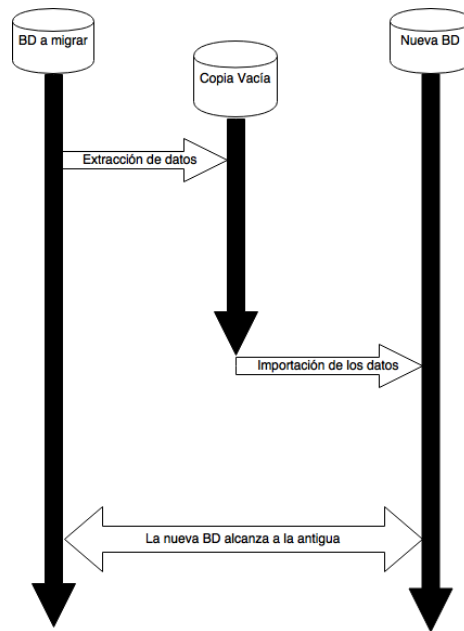 BD a migrar
Nueva BD
Copia Vacía
Extracción de datos
Importación de los datos
La nueva BD alcanza a la antigua